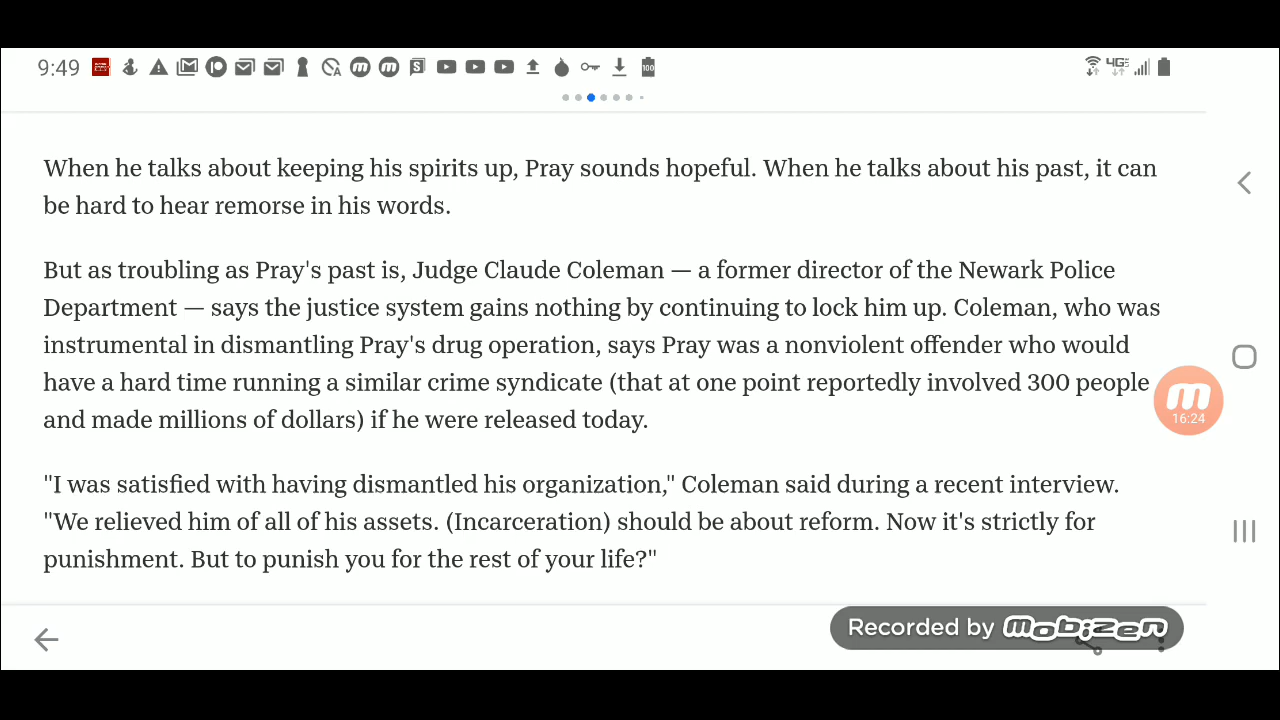 9:49
4G
100
When he talks about keeping his spirits up, Pray sounds hopeful. When he talks about his past, it can
be hard to hear remorse in his words.
But as troubling as Pray's past is, Judge Claude Coleman — a former director of the Newark Police
Department — says the justice system gains nothing by continuing to lock him up. Coleman, who was
instrumental in dismantling Pray's drug operation, says Pray was a nonviolent offender who would
have a hard time running a similar crime syndicate (that at one point reportedly involved 300 people
and made millions of dollars) if he were released today.
m
16:24
"I was satisfied with having dismantled his organization," Coleman said during a recent interview.
"We relieved him of all of his assets. (Incarceration) should be about reform. Now it's strictly for
punishment. But to punish you for the rest of your life?"
Recorded by mobizen